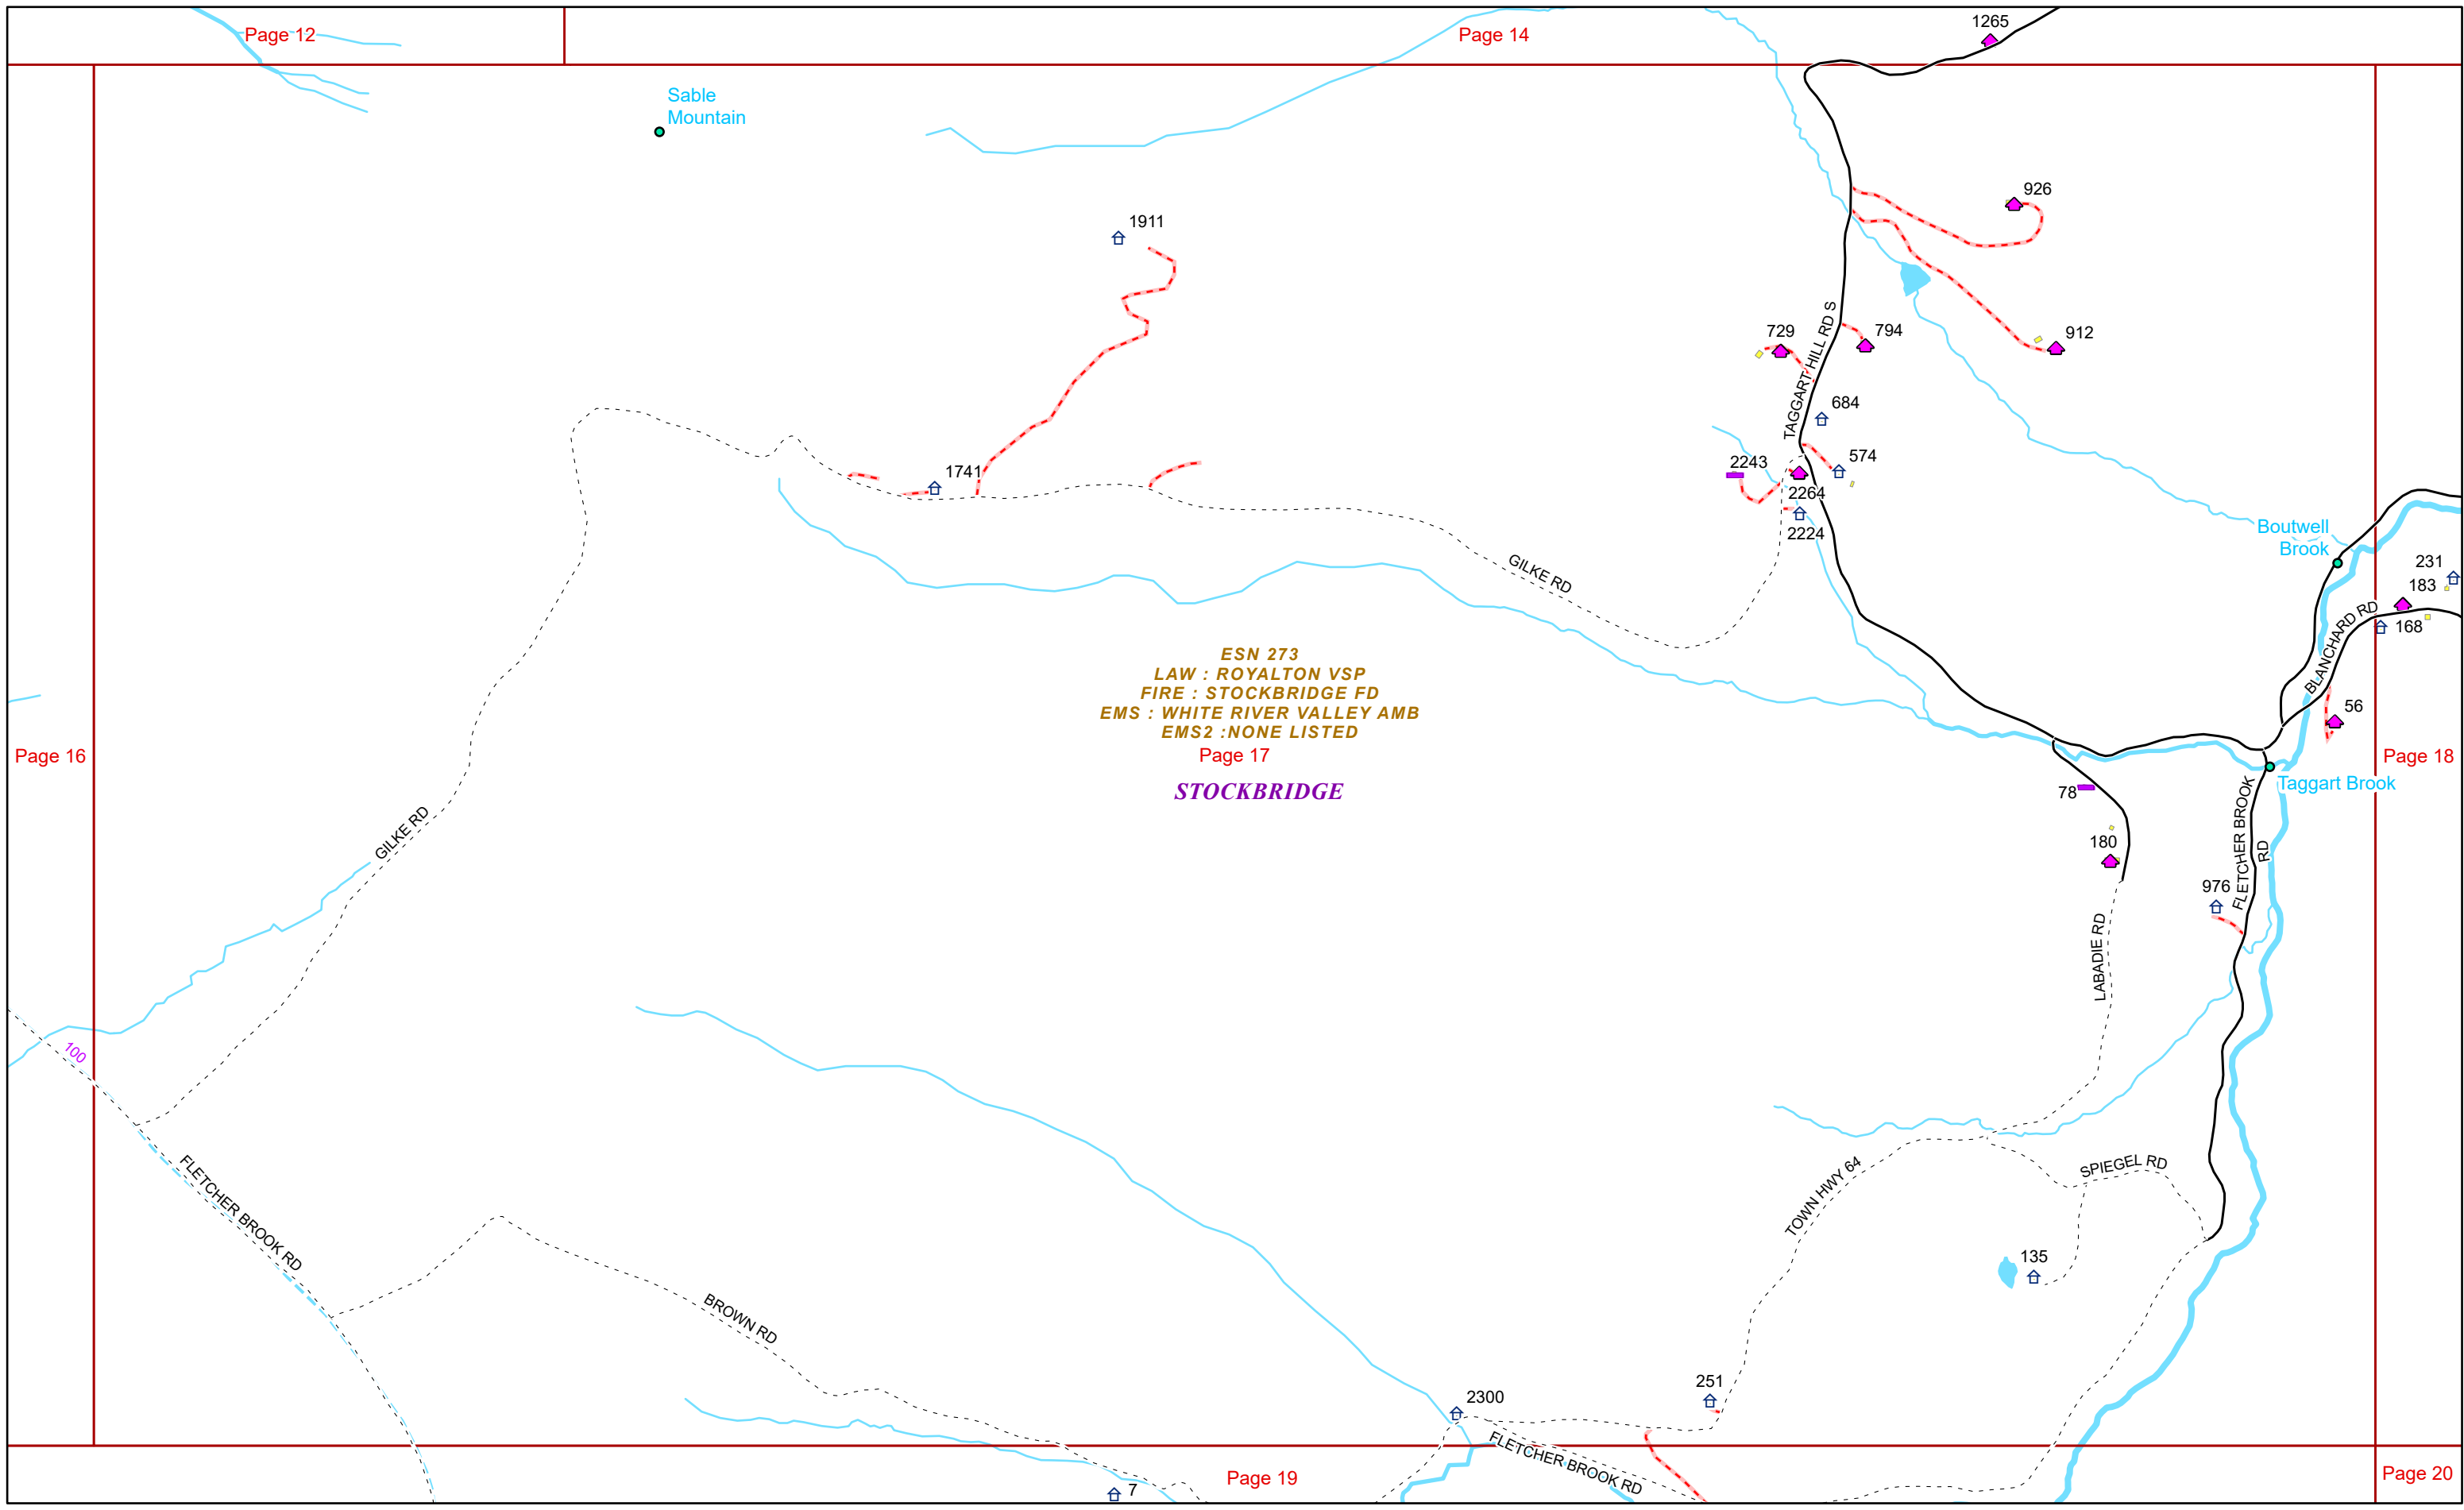 1265
Page 12
Page 14
Sable
Mountain
926
1911
912
729
794
TAGGART HILL RD S
684
574
2243
1741
2264
2224
Boutwell
Brook
231
GILKE RD
183
168
BLANCHARD RD
ESN 273
LAW : ROYALTON VSP
FIRE : STOCKBRIDGE FD
EMS : WHITE RIVER VALLEY AMB
EMS2 :NONE LISTED
56
Page 16
Page 17
Page 18
STOCKBRIDGE
Taggart Brook
78
GILKE RD
180
FLETCHER BROOK
RD
976
LABADIE RD
100
SPIEGEL RD
TOWN HWY 64
FLETCHER BROOK RD
135
BROWN RD
251
2300
FLETCHER BROOK RD
Page 19
Page 20
7